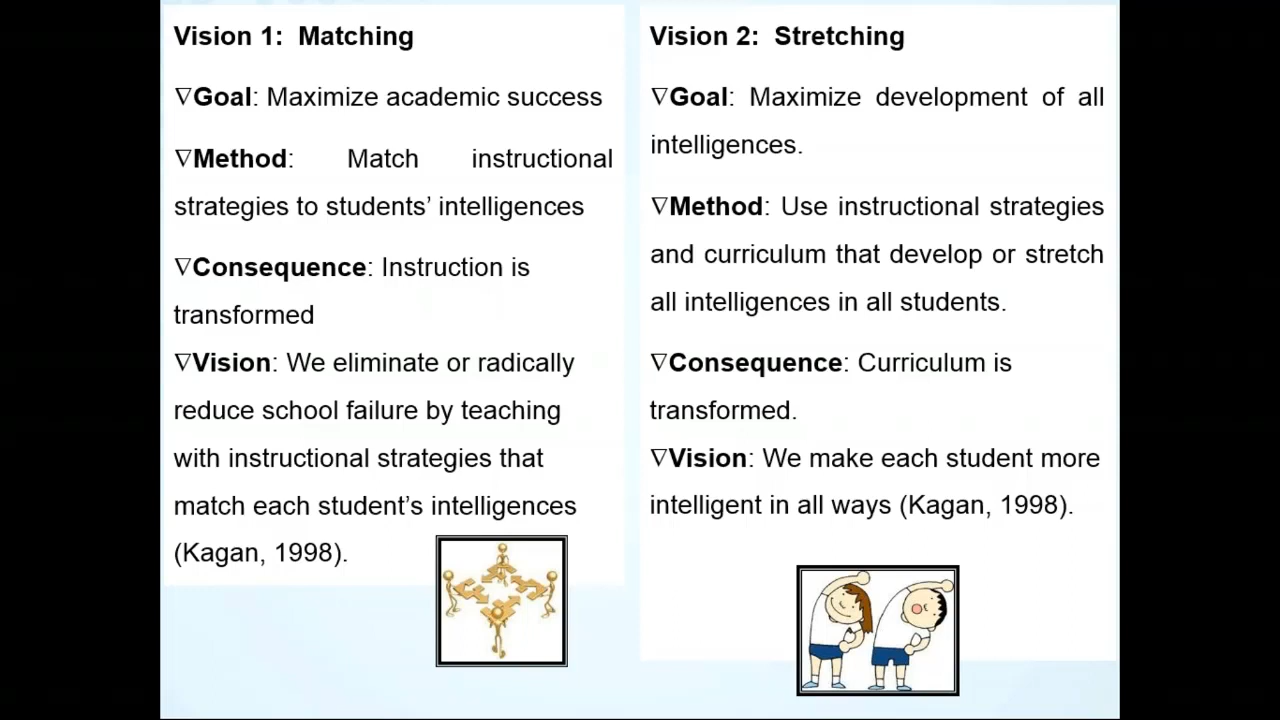 Vision 1: Matching
∇Goal: Maximize academic success
∇Method: Match instructional
strategies to students’ intelligences
∇Consequence: Instruction is
transformed
∇Vision: We eliminate or radically
reduce school failure by teaching
with instructional strategies that
match each student’s intelligences
(Kagan, 1998).
Vision 2: Stretching
∇Goal: Maximize development of all
intelligences.
∇Method: Use instructional strategies
and curriculum that develop or stretch
all intelligences in all students.
∇Consequence: Curriculum is
transformed.
∇Vision: We make each student more
intelligent in all ways (Kagan, 1998).